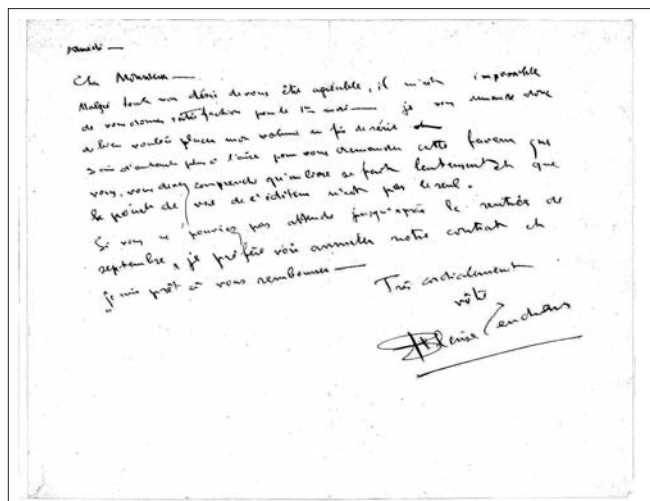 samedi —
Cher Monsieur —
Malgré tout mon désir de vous être agréable, il m'est impossible
de vous donner satisfaction pour le 1er — je vous demande donc
de bien vouloir placer mon volume en fin de série et
je suis d'autant plus à l'aise pour vous demander cette faveur que
vous, vous devez comprendre qu'un livre se fait lentement et que
le point de vue de l'éditeur n'est pas le seul.
Si vous ne pouviez pas attendre jusqu'après la rentrée de
septembre, je préfère voir annuler notre contrat et
je suis prêt à vous rembourser —
Très cordialement
vôtre
Blaise Cendrars